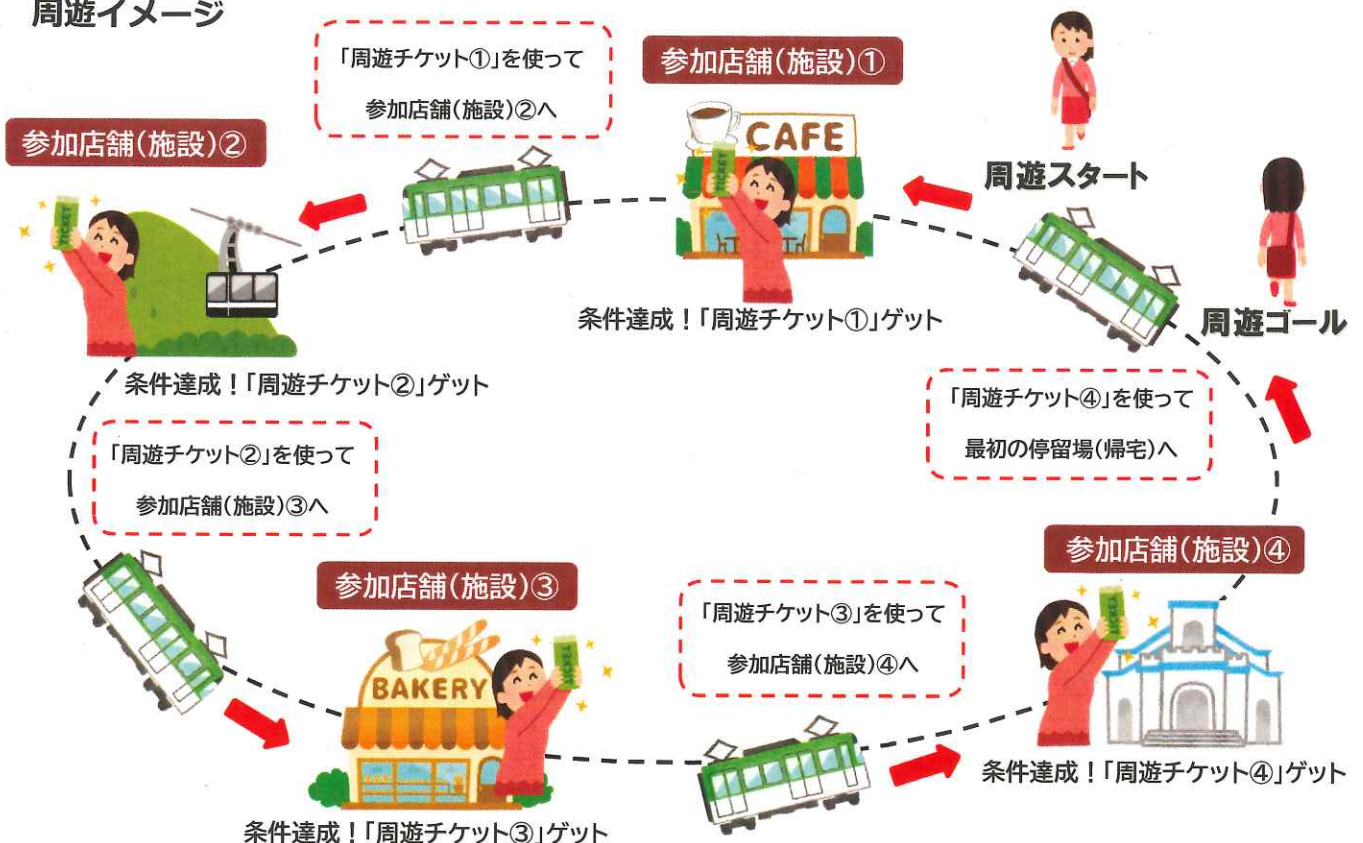 周遊イメージ
「周遊チケット①」を使って
参加店舗(施設)②へ
参加店舗(施設)①
参加店舗(施設)②
CAFE
TICKET
周遊スタート
TICKET
条件達成!「周遊チケット①」ゲット
周遊ゴール
条件達成!「周遊チケット②」ゲット
「周遊チケット④」を使って
最初の停留場(帰宅)へ
「周遊チケット②」を使って
参加店舗(施設)③へ
参加店舗(施設)④
参加店舗(施設)③
「周遊チケット③」を使って
参加店舗(施設)④へ
TICKET
TICKET
BAKERY
条件達成!「周遊チケット④」ゲット
条件達成!「周遊チケット③」ゲット